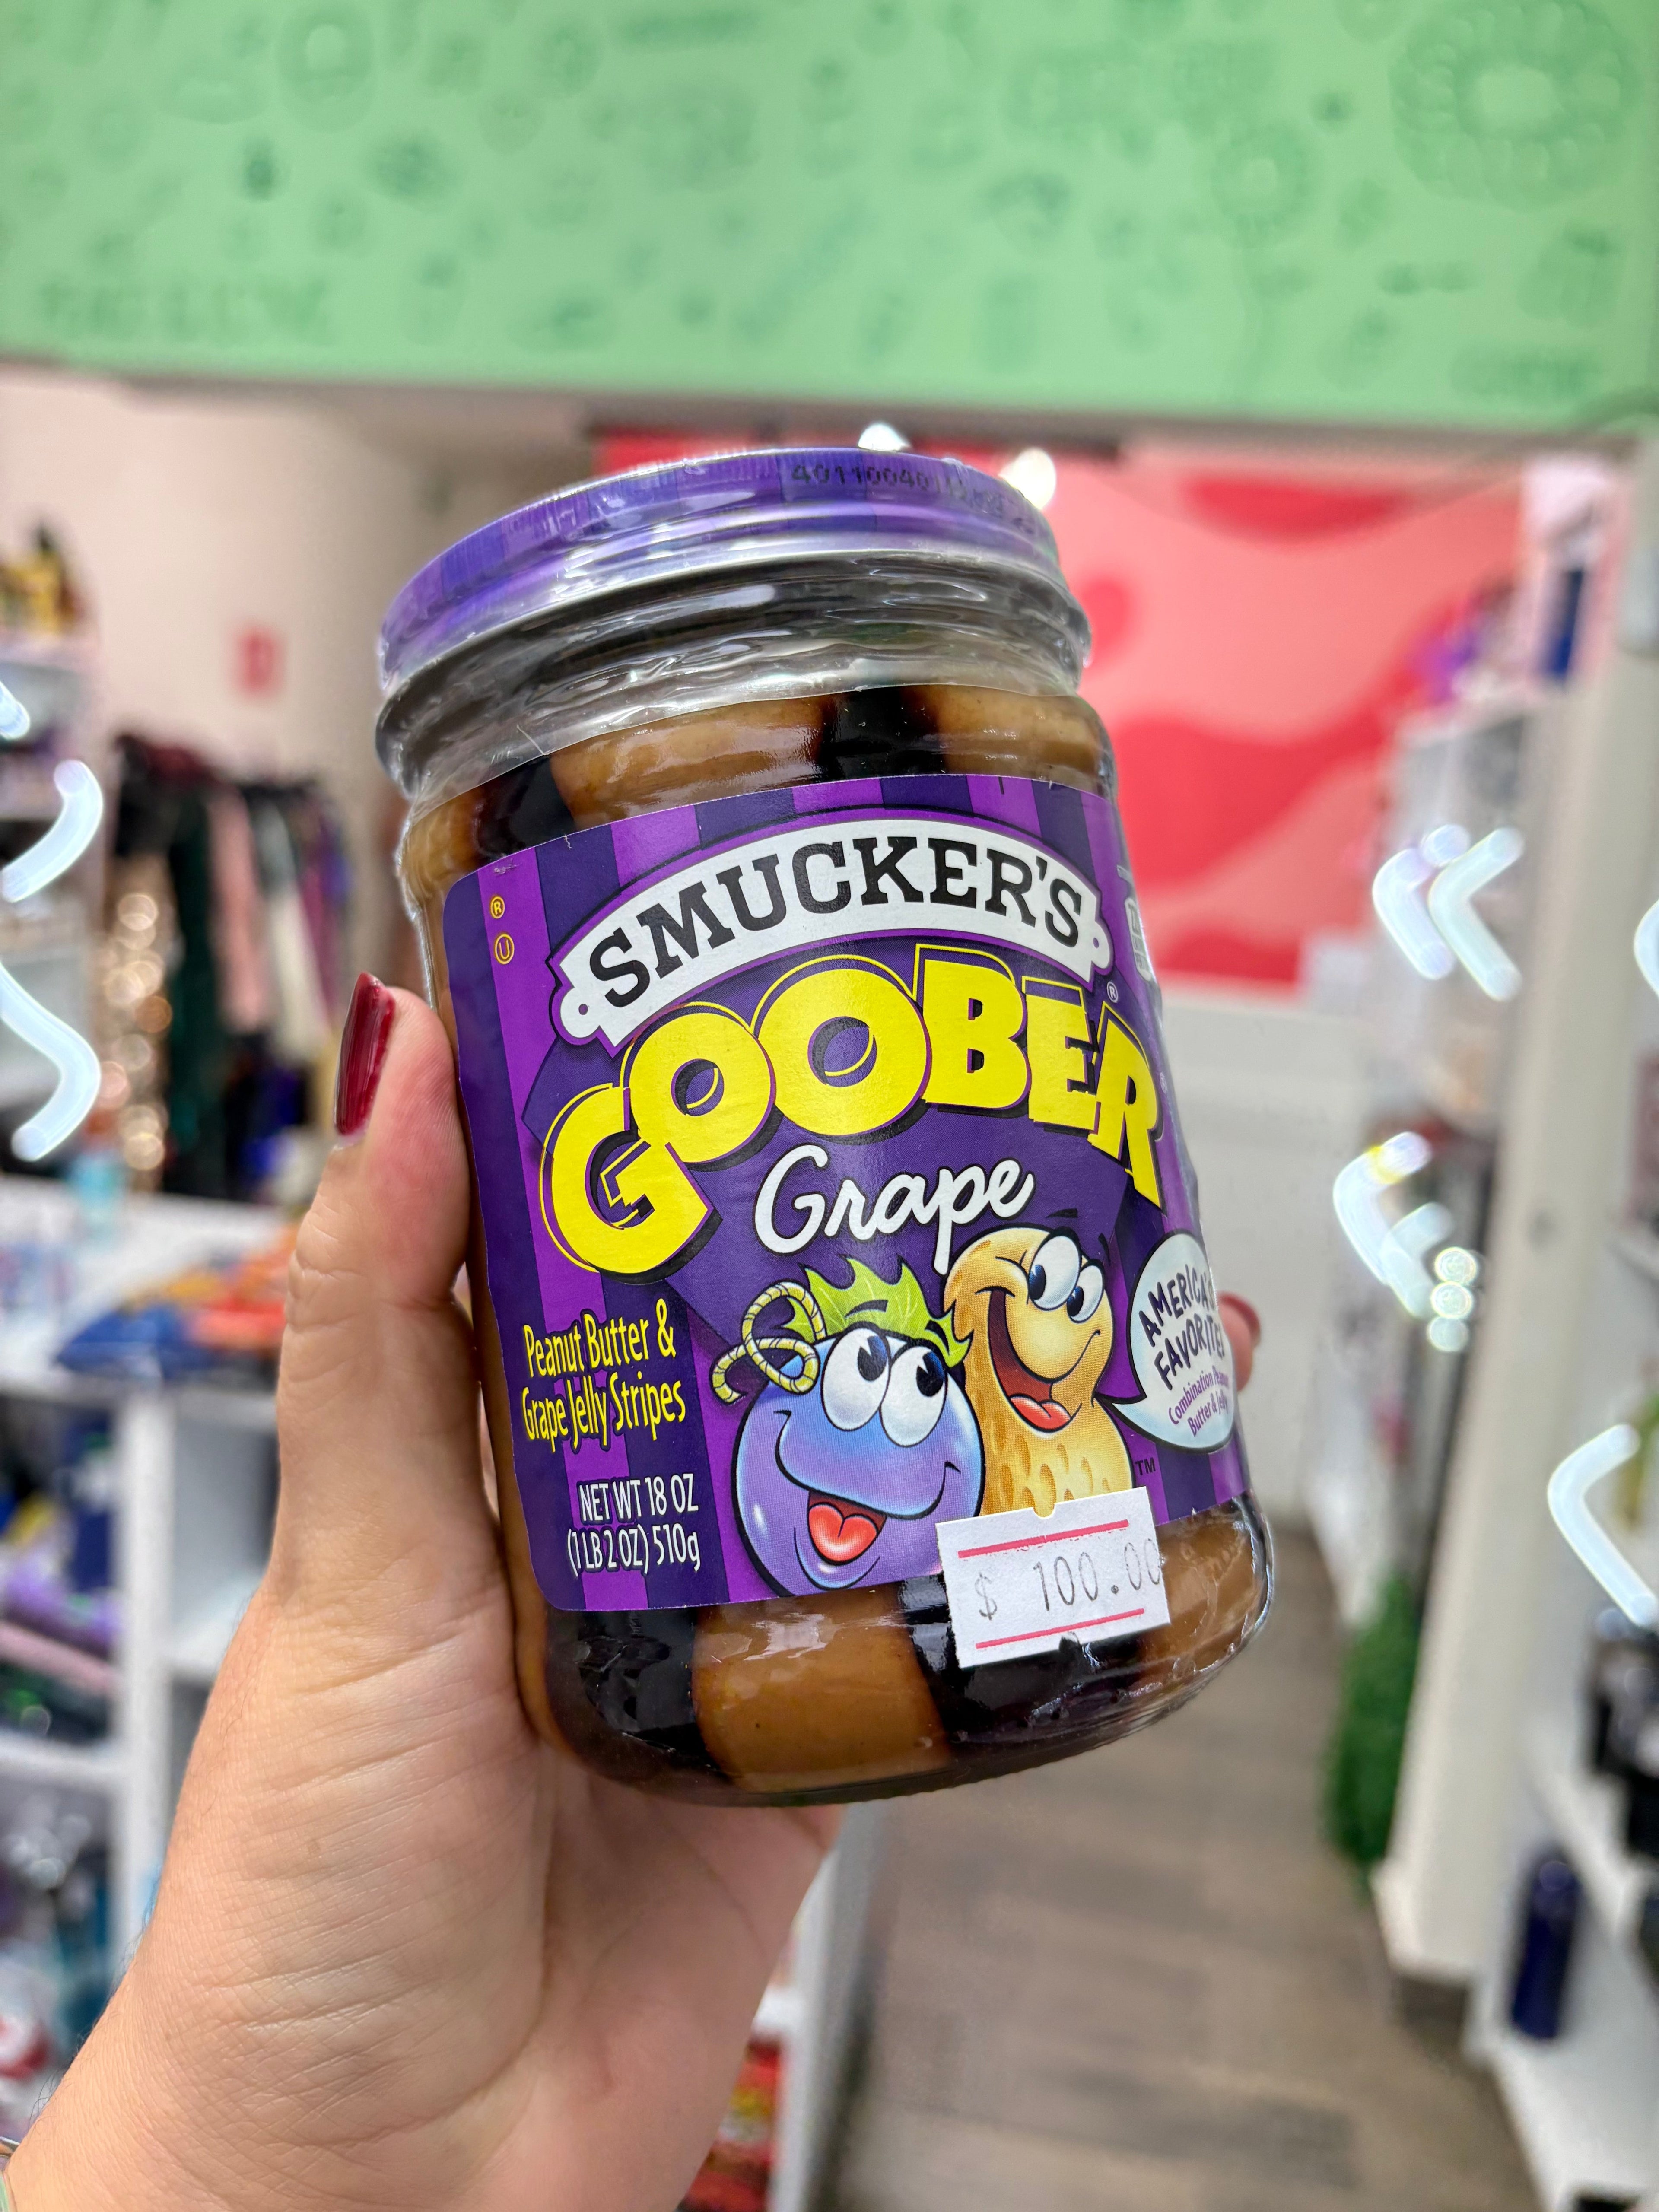 SMUCKER'S
®
GOOBER
®
U
Grape
Peanut Butter &
Grape Jelly Stripes
NET WT 18 OZ
(1 LB 2 OZ) 510g
AMERICA'S
FAVORITE
Combination Peanut
Butter & Jelly
TM
$ 100.00